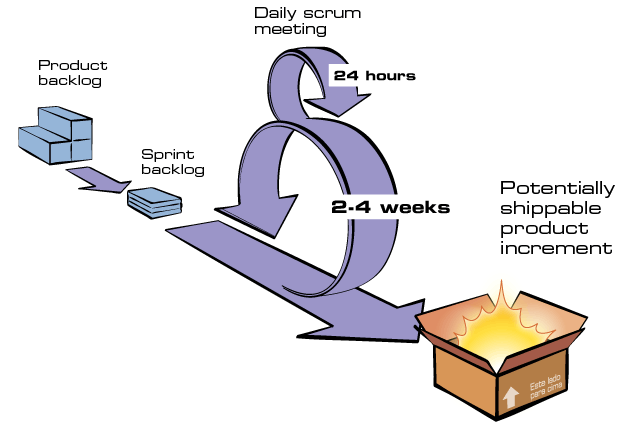 Daily scrum
meeting
24 hours
Product
backlog
Sprint
backlog
2-4 weeks
Potentially
shippable
product
increment
Este lado
para cima